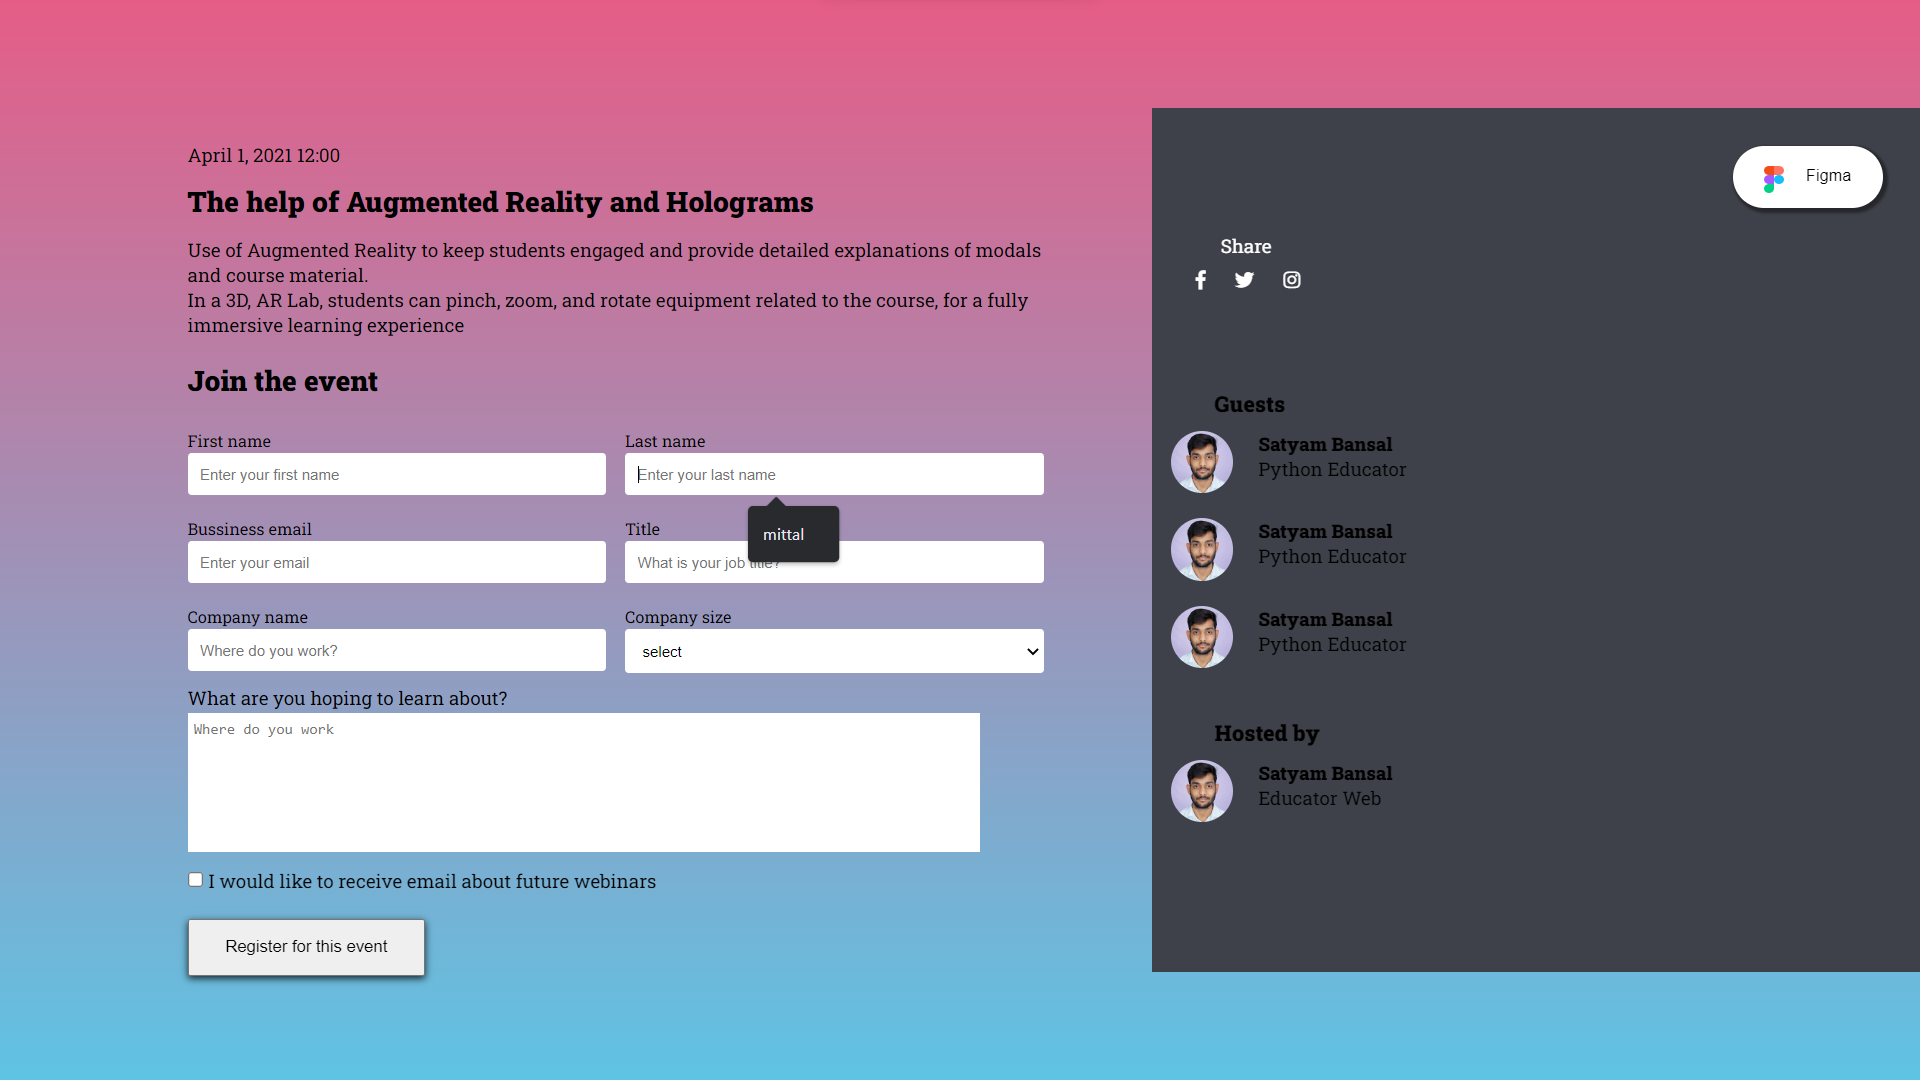 April 1, 2021 12:00
The help of Augmented Reality and Holograms
Use of Augmented Reality to keep students engaged and provide detailed explanations of modals
and course material.
In a 3D, AR Lab, students can pinch, zoom, and rotate equipment related to the course, for a fully
immersive learning experience
Join the event
First name
Last name
Enter your first name
Enter your last name
mittal
Bussiness email
Title
Enter your email
What is your job title?
Company name
Company size
Where do you work?
select
What are you hoping to learn about?
Where do you work
I would like to receive email about future webinars
Register for this event
Figma
Share
Guests
Satyam Bansal
Python Educator
Satyam Bansal
Python Educator
Satyam Bansal
Python Educator
Hosted by
Satyam Bansal
Educator Web